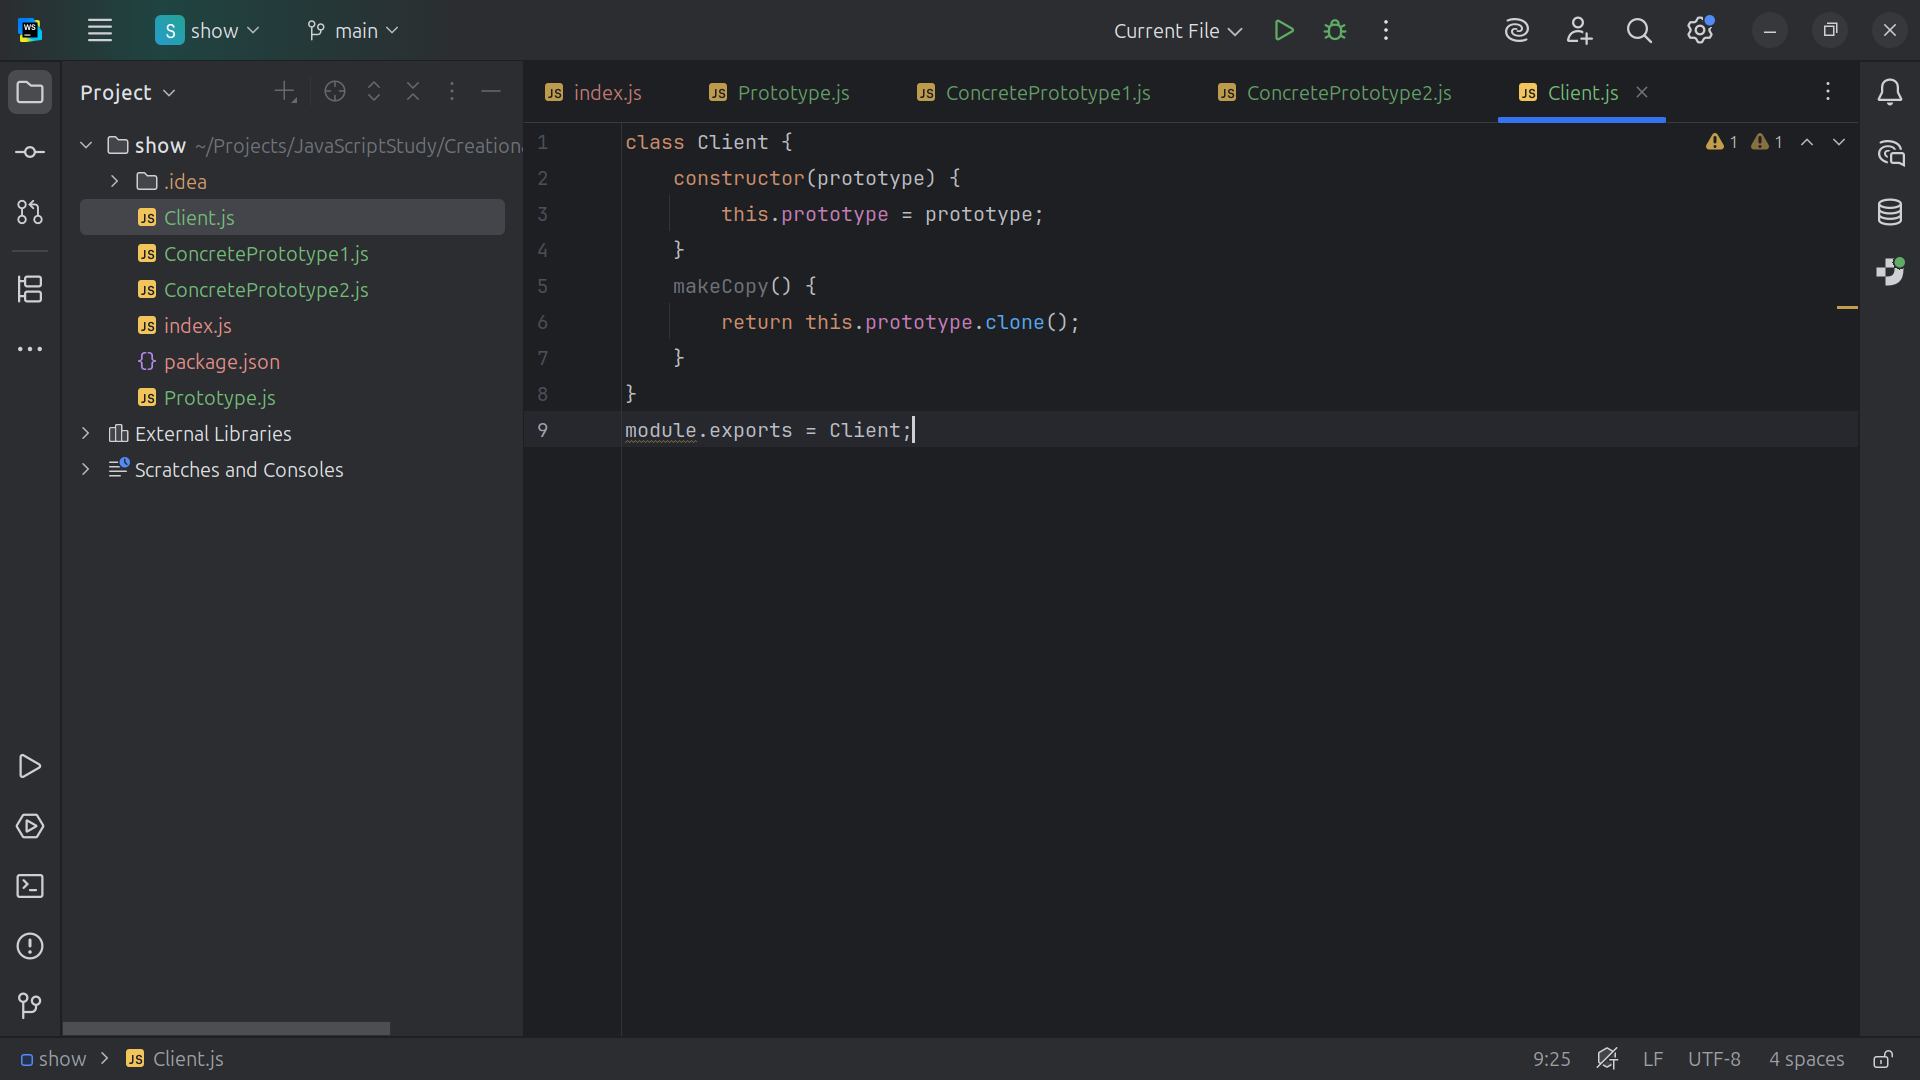 WS
S show
main
Current File
Project
index.js
Prototype.js
ConcretePrototype1.js
ConcretePrototype2.js
Client.js
show ~/Projects/JavaScriptStudy/Creation
.idea
Client.js
ConcretePrototype1.js
ConcretePrototype2.js
index.js
package.json
Prototype.js
External Libraries
Scratches and Consoles
1 class Client {
2 constructor(prototype) {
3 this.prototype = prototype;
4 }
5 makeCopy() {
6 return this.prototype.clone();
7 }
8 }
9 module.exports = Client;
1 1
show > JS Client.js
9:25 LF UTF-8 4 spaces